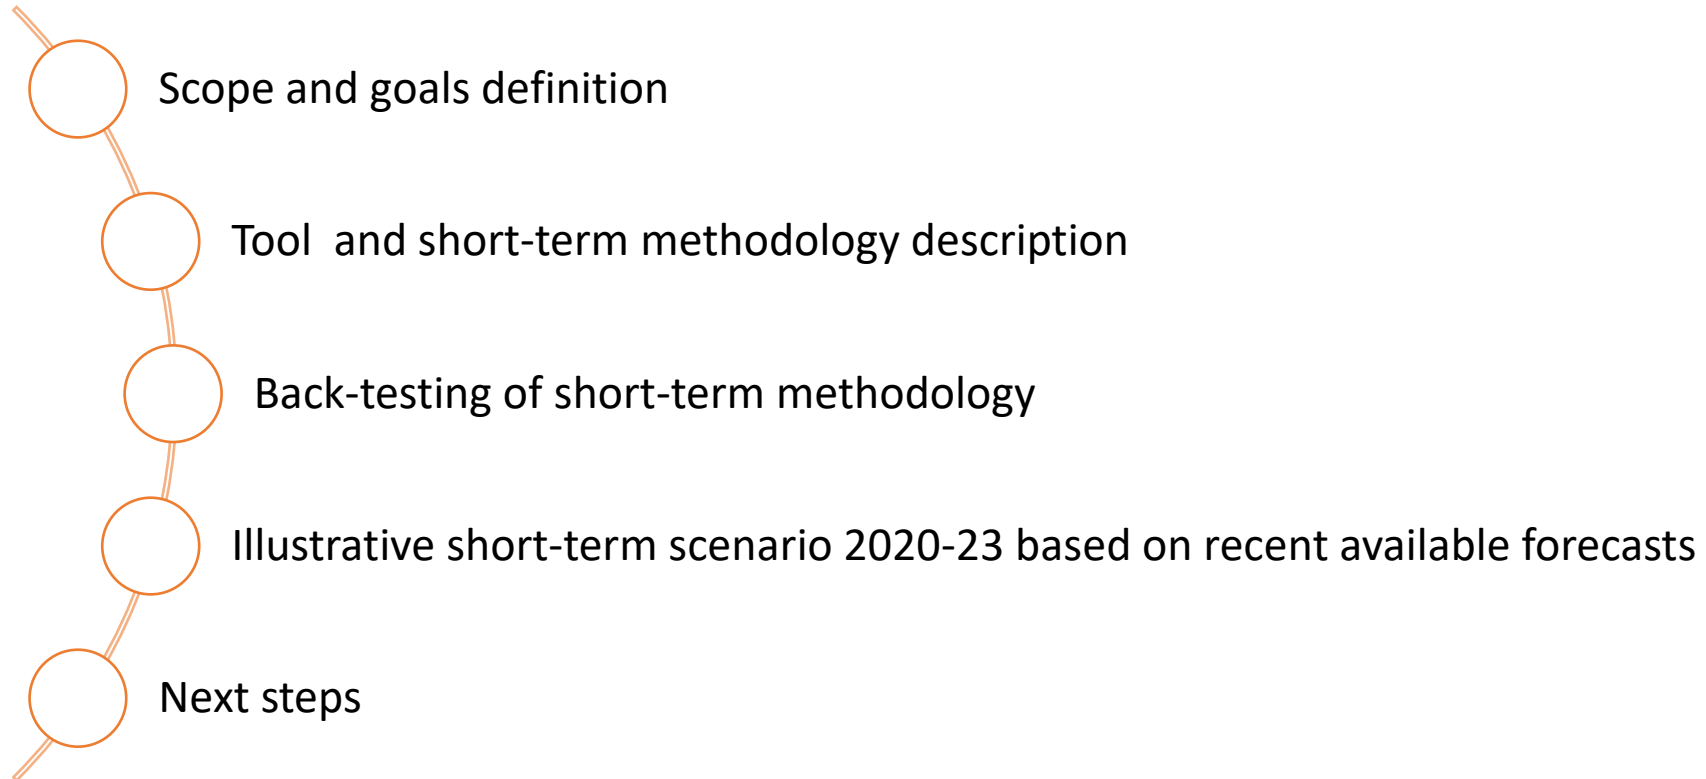 Scope and goals definition
Tool  and short-term methodology description
Back-testing of short-term methodology
Illustrative short-term scenario 2020-23 based on recent available forecasts
Next steps